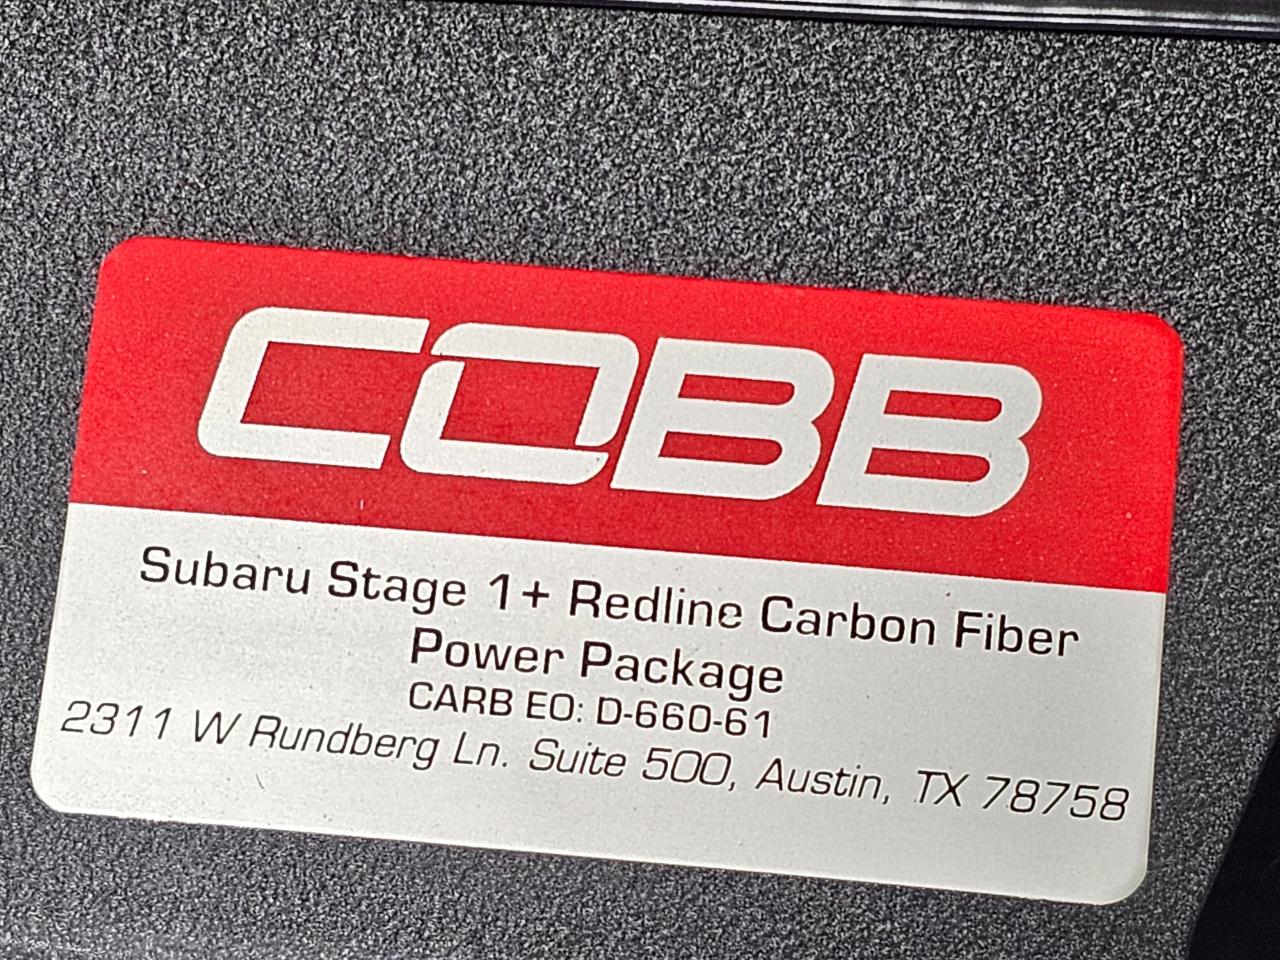 COBB
Subaru Stage 1+ Redline Carbon Fiber
Power Package
CARB EO: D-660-61
2311 W Rundberg Ln. Suite 500, Austin, TX 78758